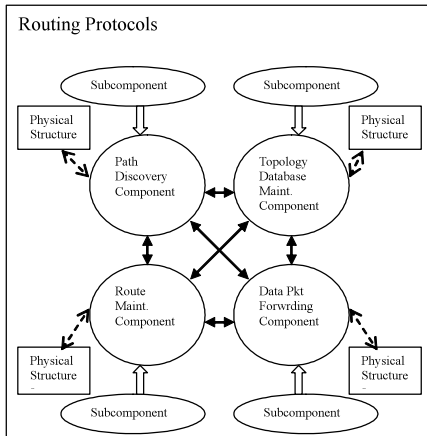 Routing Protocols
Subcomponent
Subcomponent
Physical
Structure
Physical
Structure
Path
Discovery
Component
Topology
Database
Maint.
Component
Route
Maint.
Component
Data Pkt
Forwrding
Component
Physical
Structure
Physical
Structure
Subcomponent
Subcomponent